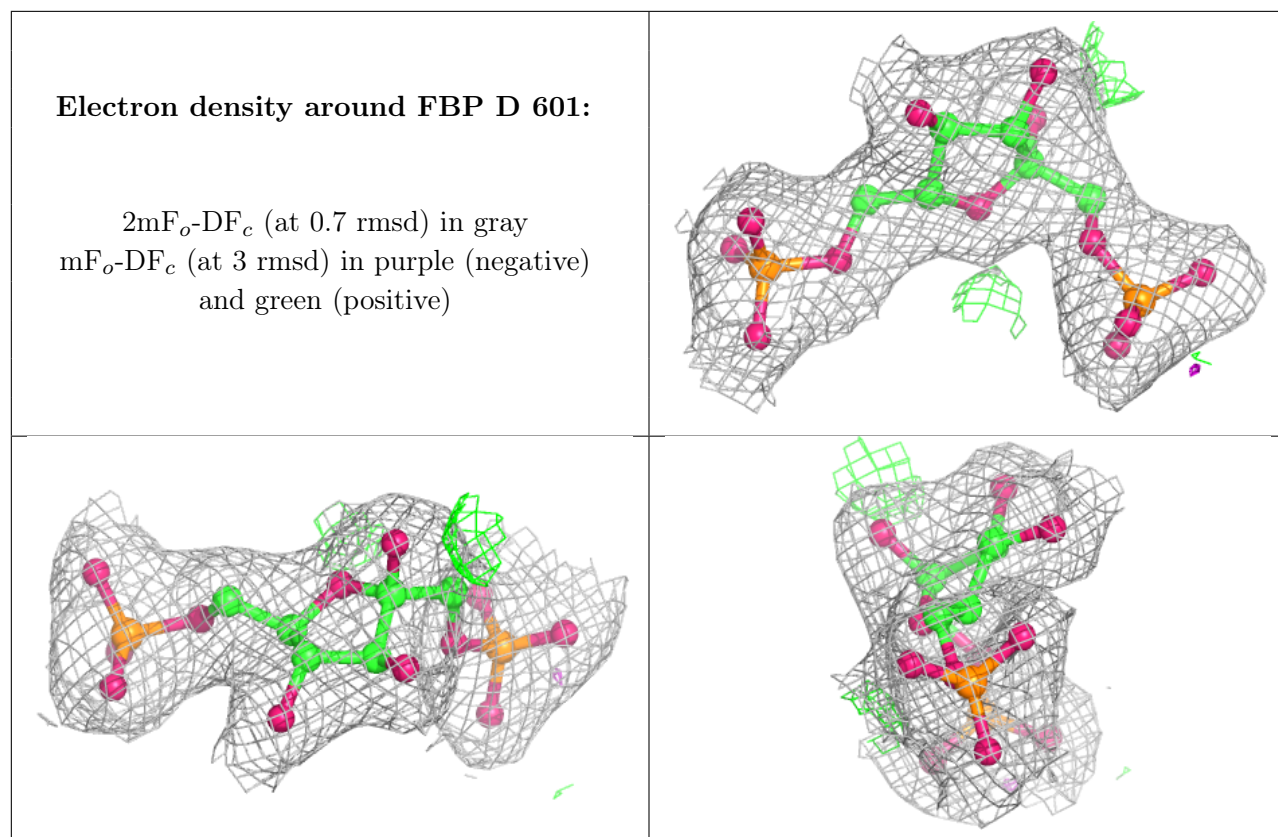 Electron density around FBP D 601:
2mFo-DFc (at 0.7 rmsd) in gray
mFo-DFc (at 3 rmsd) in purple (negative)
and green (positive)